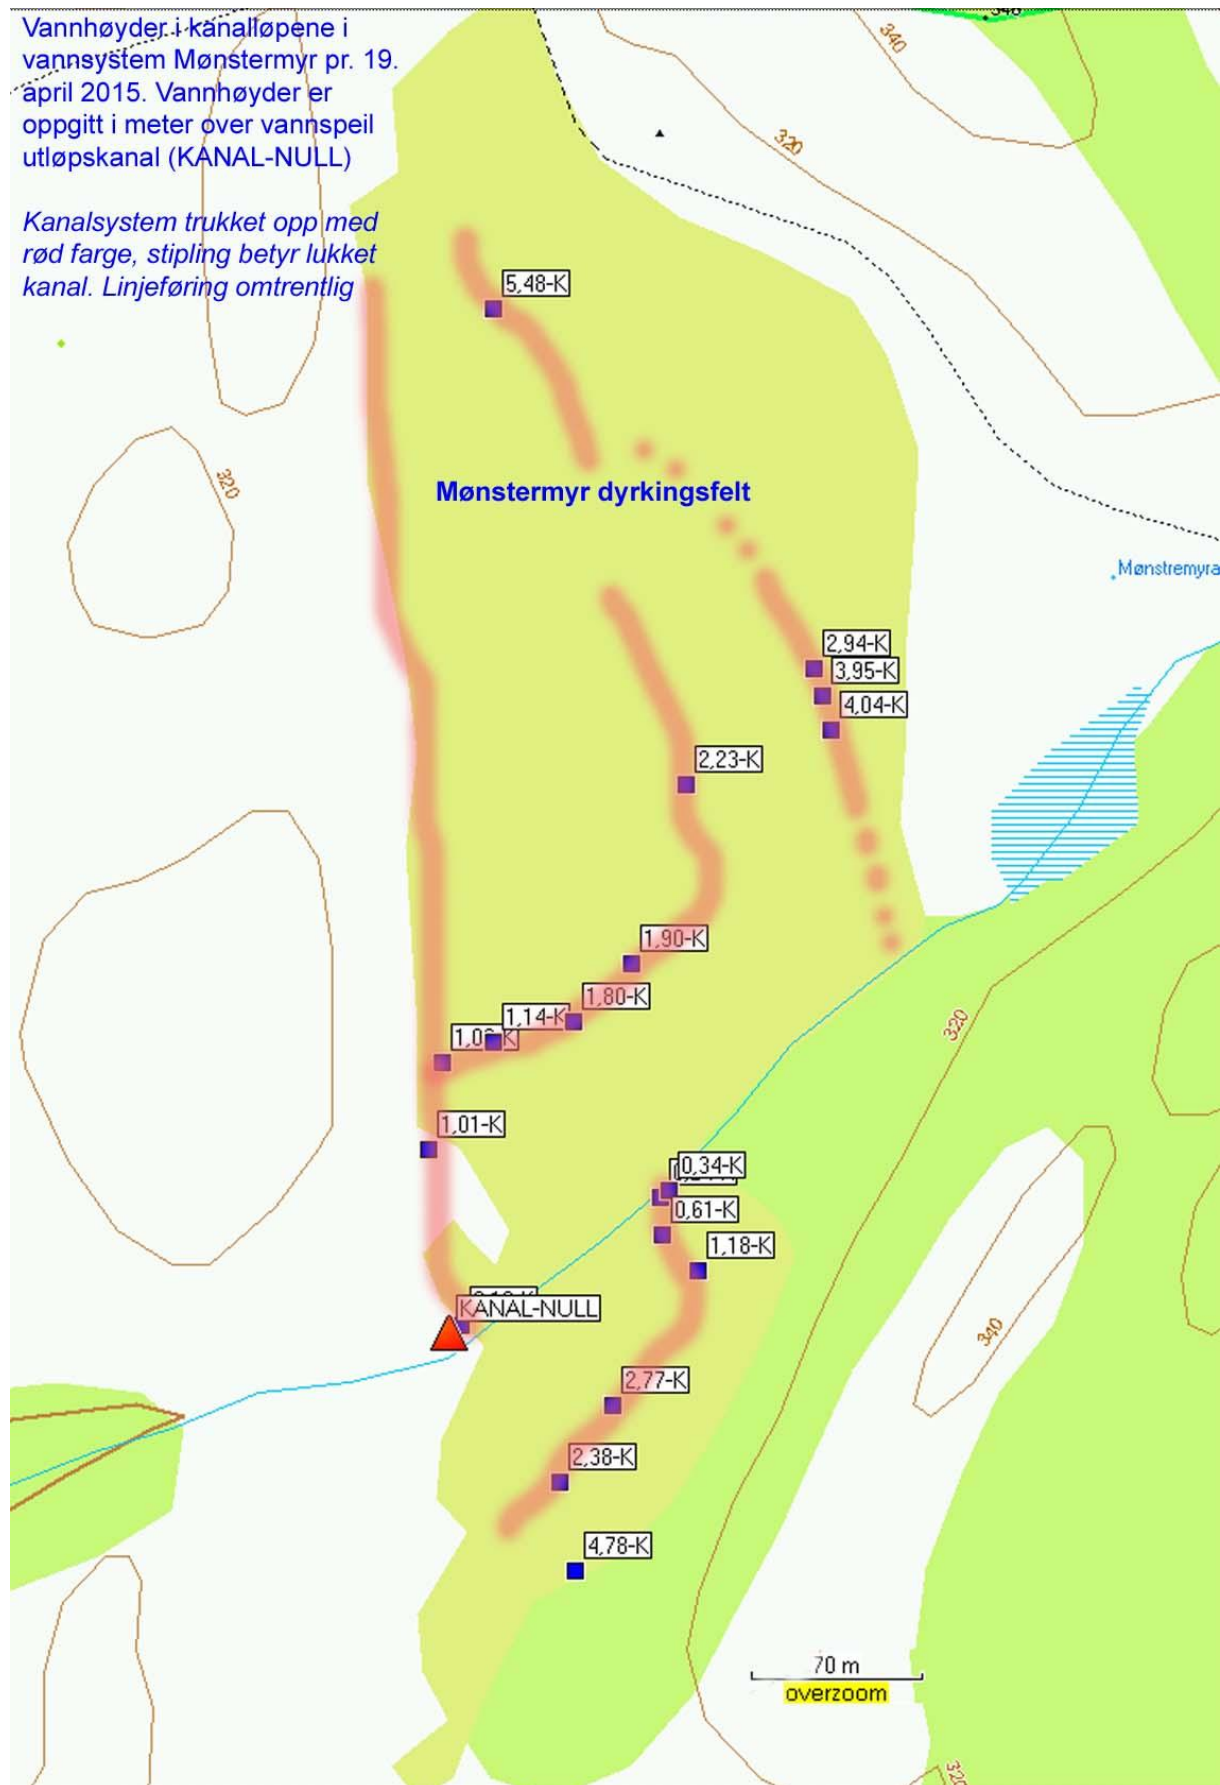 Vannhøyder i kanalløpene i
vannsystem Mønstermyr pr. 19.
april 2015. Vannhøyder er
oppgitt i meter over vannspeil
utløpskanal (KANAL-NULL)
Kanalsystem trukket opp med
rød farge, stipling betyr lukket
kanal. Linjeføring omtrentlig
340
320
5,48-K
320
Mønstermyr dyrkingsfelt
Mønstremyra
2,94-K
3,95-K
4,04-K
2,23-K
1,90-K
1,80-K
1,14-K
320
1,01-K
0,34-K
0,61-K
1,18-K
KANAL-NULL
340
2,77-K
2,38-K
4,78-K
70 m
overzoom
320